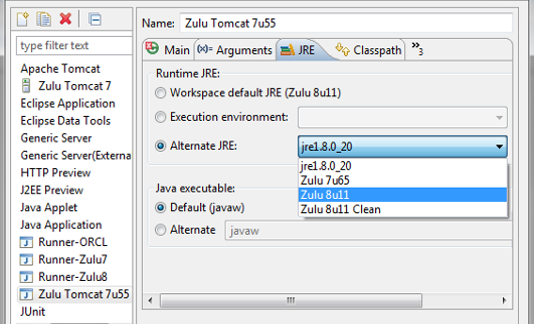 Name: Zulu Tomcat 7u55
type filter text
Apache Tomcat
Zulu Tomcat 7
Eclipse Application
Eclipse Data Tools
Generic Server
Generic Server(Externa
HTTP Preview
J2EE Preview
Java Applet
Java Application
Runner-ORCL
Runner-Zulu7
Runner-Zulu8
Zulu Tomcat 7u55
JUnit
Main (x)= Arguments JRE Classpath »3
Runtime JRE:
Workspace default JRE (Zulu 8u11)
Execution environment:
Alternate JRE: jre1.8.0_20
jre1.8.0_20
Zulu 7u65
Zulu 8u11
Zulu 8u11 Clean
Java executable:
Default (javaw)
Alternate javaw